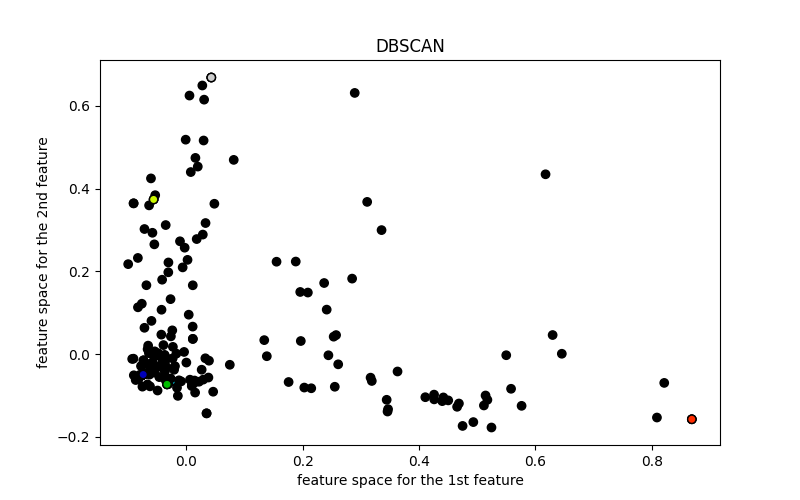 DBSCAN
feature space for the 2nd feature
0.6
0.4
0.2
0.0
−0.2
0.0 0.2 0.4 0.6 0.8
feature space for the 1st feature